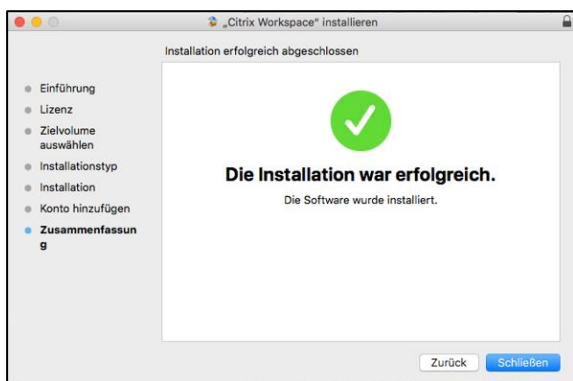 „Citrix Workspace“ installieren
Installation erfolgreich abgeschlossen
Einführung
Lizenz
Zielvolume
auswählen
Installationstyp
Installation
Konto hinzufügen
Zusammenfassun
g
Die Installation war erfolgreich.
Die Software wurde installiert.
Zurück
Schließen